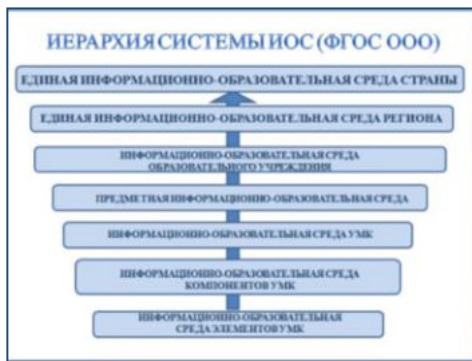 ИЕРАРХИЯ СИСТЕМЫ ИОС (ФГОС ООО)
ЕДИНАЯ ИНФОРМАЦИОННО-ОБРАЗОВАТЕЛЬНАЯ СРЕДА СТРАНЫ
ЕДИНАЯ ИНФОРМАЦИОННО-ОБРАЗОВАТЕЛЬНАЯ СРЕДА РЕГИОНА
ИНФОРМАЦИОННО-ОБРАЗОВАТЕЛЬНАЯ СРЕДА
ОБРАЗОВАТЕЛЬНОГО УЧРЕЖДЕНИЯ
ПРЕДМЕТНАЯ ИНФОРМАЦИОННО-ОБРАЗОВАТЕЛЬНАЯ СРЕДА
ИНФОРМАЦИОННО-ОБРАЗОВАТЕЛЬНАЯ СРЕДА УМК
ИНФОРМАЦИОННО-ОБРАЗОВАТЕЛЬНАЯ СРЕДА
КОМПОНЕНТОВ УМК
ИНФОРМАЦИОННО-ОБРАЗОВАТЕЛЬНАЯ
СРЕДА ЭЛЕМЕНТОВ УМК